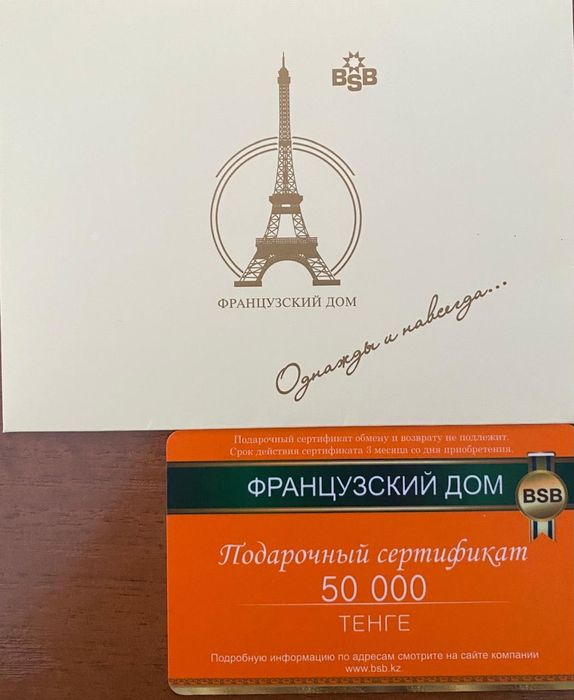 BSB
ФРАНЦУЗСКИЙ ДОМ
Однажды и навсегда...
Подарочный сертификат обмену и возврату не подлежит.
Срок действия сертификата 3 месяца со дня приобретения.
ФРАНЦУЗСКИЙ ДОМ
BSB
Подарочный сертификат
50 000
ТЕНГЕ
Подробную информацию по адресам смотрите на сайте компании
www.bsb.kz.